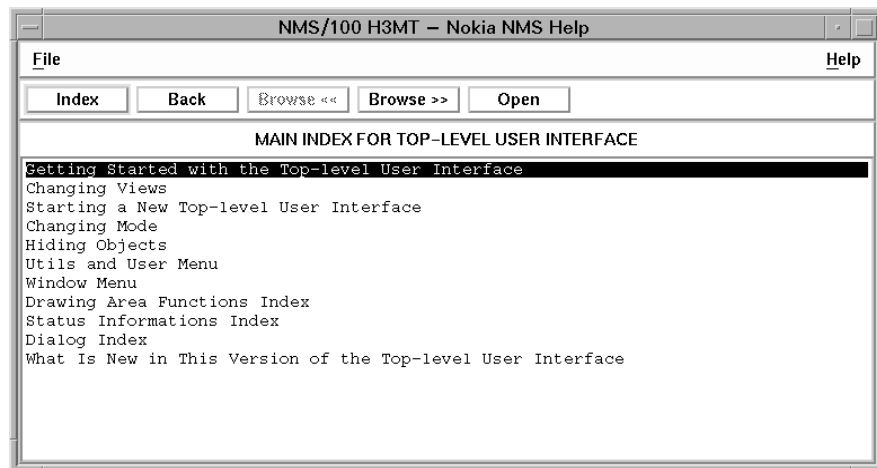 NMS/100 H3MT – Nokia NMS Help
File Help
Index Back Browse << Browse >> Open
MAIN INDEX FOR TOP-LEVEL USER INTERFACE
Getting Started with the Top-level User Interface
Changing Views
Starting a New Top-level User Interface
Changing Mode
Hiding Objects
Utils and User Menu
Window Menu
Drawing Area Functions Index
Status Informations Index
Dialog Index
What Is New in This Version of the Top-level User Interface